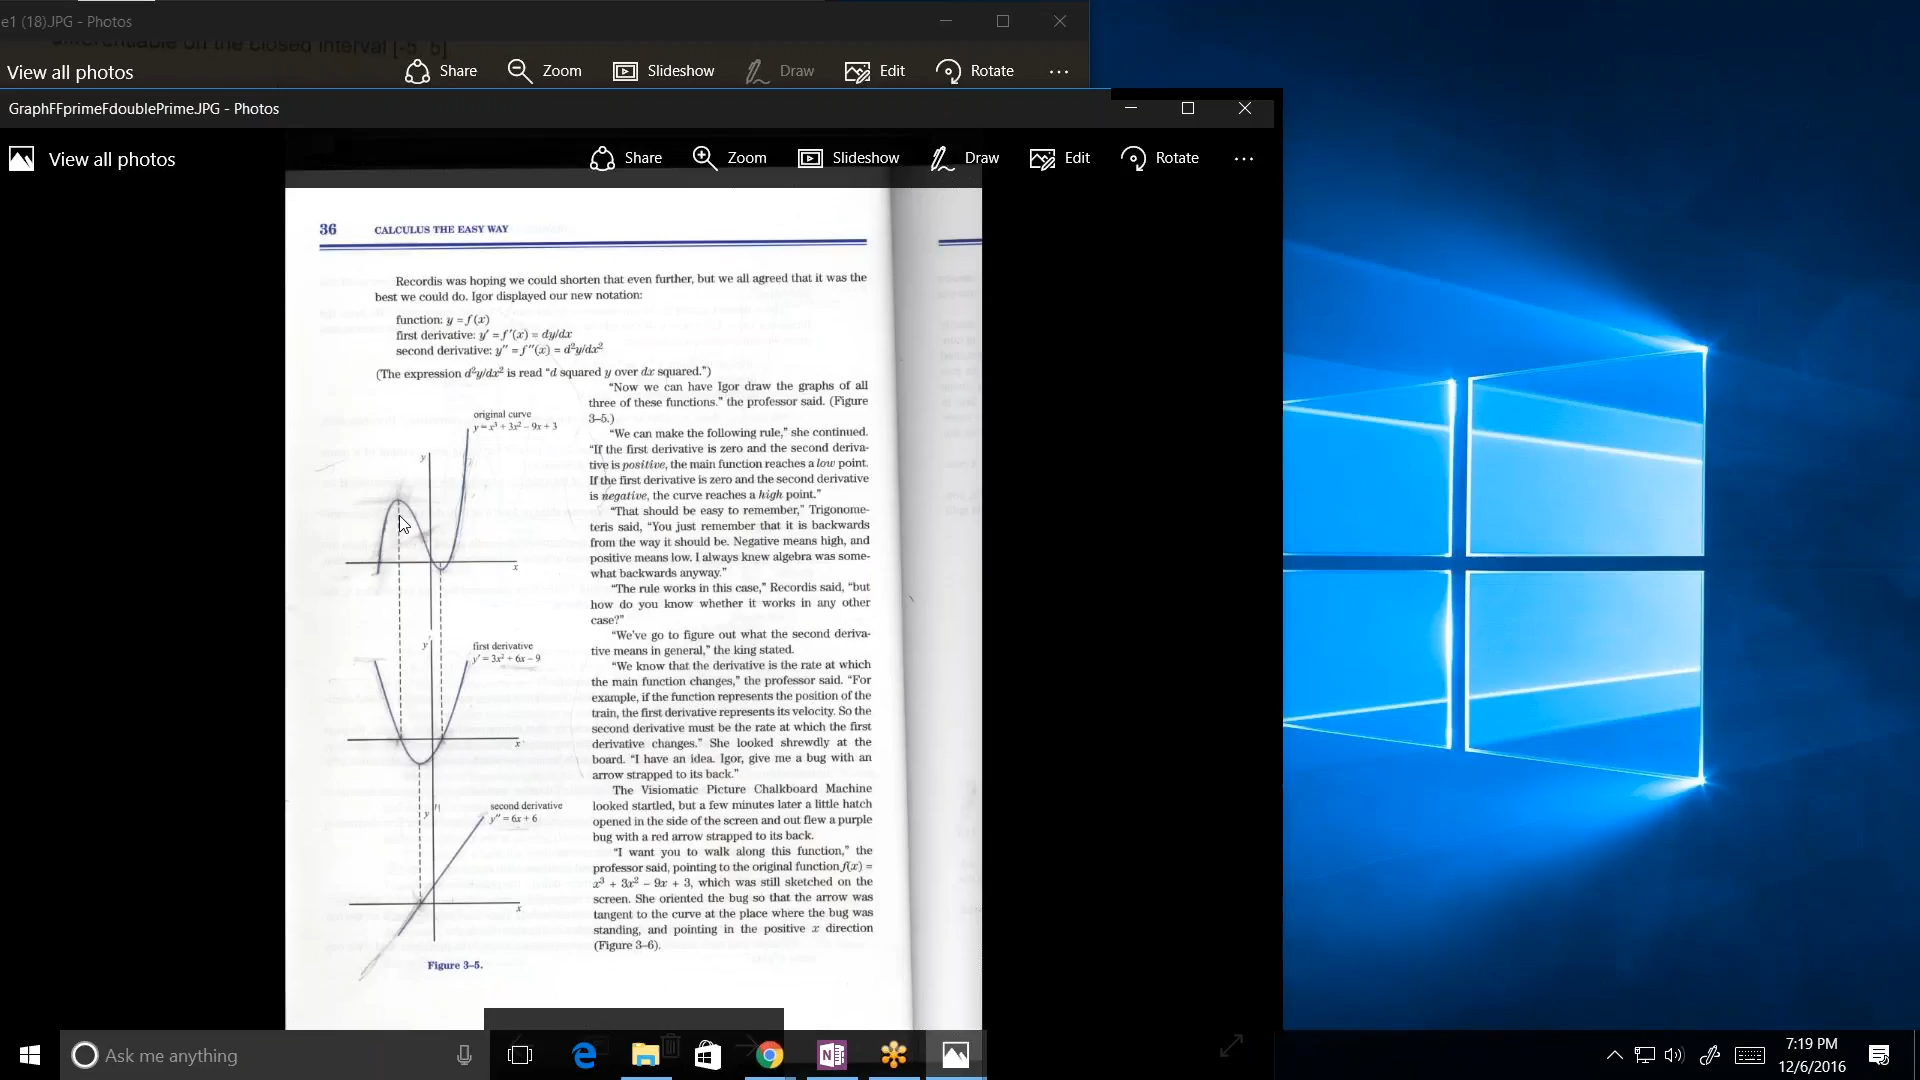 e1 (18)JPG - Photos
differentiable on the closed interval [-5, 5]
View all photos
Share
Zoom
Slideshow
Draw
Edit
Rotate
GraphFFprimeFdoublePrime.JPG - Photos
View all photos
Share
Zoom
Slideshow
Draw
Edit
Rotate
36 CALCULUS THE EASY WAY
Recordis was hoping we could shorten that even further, but we all agreed that it was the
best we could do. Igor displayed our new notation:
function: y = f (x)
first derivative: y′ = f ′(x) = dy/dx
second derivative: y″ = f ″(x) = d²y/dx²
(The expression d²y/dx² is read "d squared y over dx squared.")
original curve
y = x³ + 3x² – 9x + 3
y
x
first derivative
y′ = 3x² + 6x – 9
y
x
second derivative
y″ = 6x + 6
y
x
Figure 3–5.
"Now we can have Igor draw the graphs of all
three of these functions." the professor said. (Figure
3–5.)
"We can make the following rule," she continued.
"If the first derivative is zero and the second deriva-
tive is positive, the main function reaches a low point.
If the first derivative is zero and the second derivative
is negative, the curve reaches a high point."
"That should be easy to remember," Trigonome-
teris said, "You just remember that it is backwards
from the way it should be. Negative means high, and
positive means low. I always knew algebra was some-
what backwards anyway."
"The rule works in this case," Recordis said, "but
how do you know whether it works in any other
case?"
"We've go to figure out what the second deriva-
tive means in general," the king stated.
"We know that the derivative is the rate at which
the main function changes," the professor said. "For
example, if the function represents the position of the
train, the first derivative represents its velocity. So the
second derivative must be the rate at which the first
derivative changes." She looked shrewdly at the
board. "I have an idea. Igor, give me a bug with an
arrow strapped to its back."
The Visiomatic Picture Chalkboard Machine
looked startled, but a few minutes later a little hatch
opened in the side of the screen and out flew a purple
bug with a red arrow strapped to its back.
"I want you to walk along this function," the
professor said, pointing to the original function f(x) =
x³ + 3x² – 9x + 3, which was still sketched on the
screen. She oriented the bug so that the arrow was
tangent to the curve at the place where the bug was
standing, and pointing in the positive x direction
(Figure 3–6).
Ask me anything
7:19 PM
12/6/2016